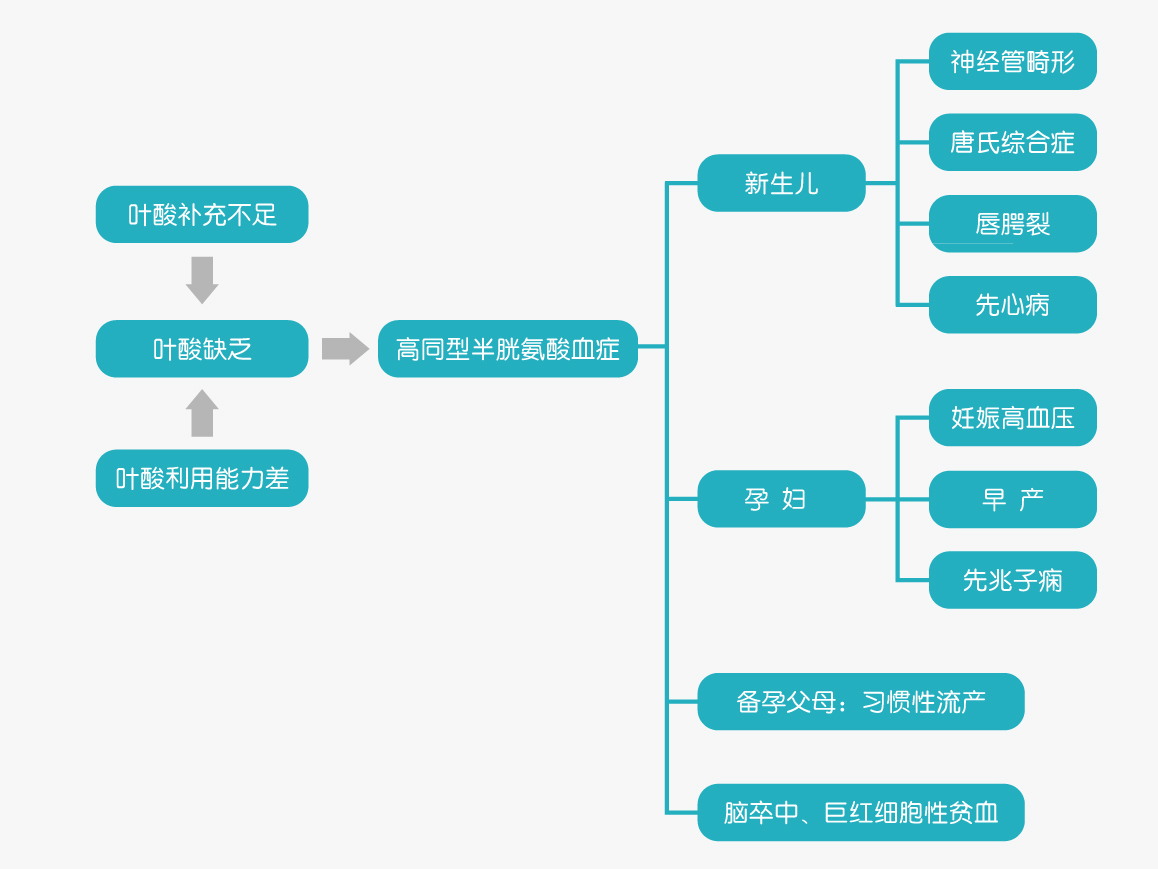 叶酸补充不足
叶酸缺乏
叶酸利用能力差
高同型半胱氨酸血症
新生儿
神经管畸形
唐氏综合症
唇腭裂
先心病
孕 妇
妊娠高血压
早 产
先兆子痫
备孕父母：习惯性流产
脑卒中、巨红细胞性贫血